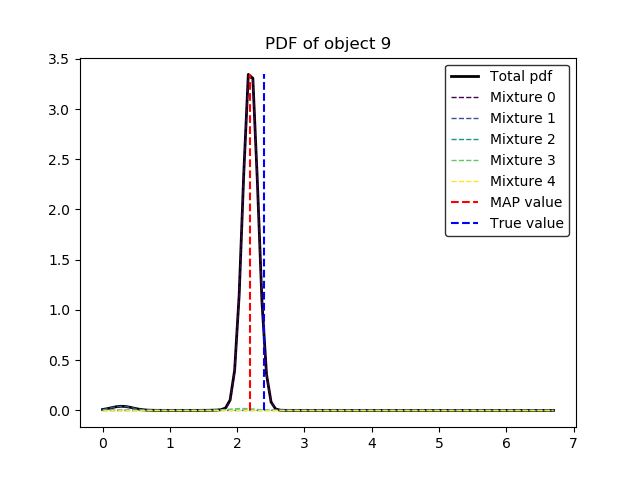 PDF of object 9
3.5
3.0
2.5
2.0
1.5
1.0
0.5
0.0
Total pdf
Mixture 0
Mixture 1
Mixture 2
Mixture 3
Mixture 4
MAP value
True value
0 1 2 3 4 5 6 7